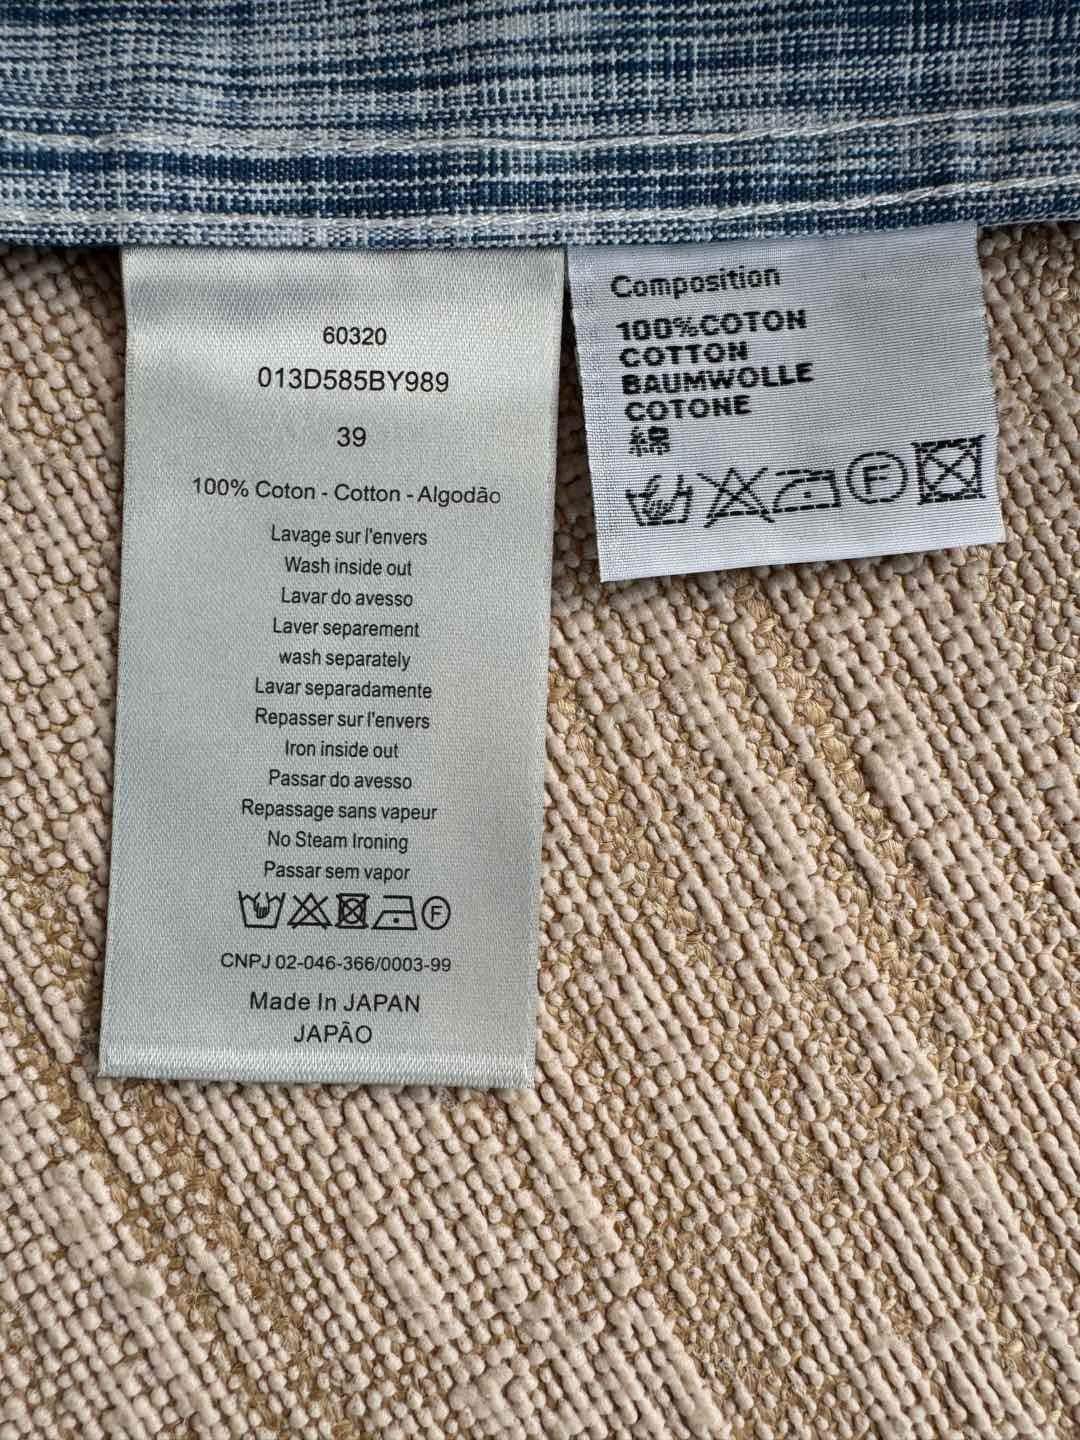 60320
013D585BY989
39
100% Coton - Cotton - Algodão
Lavage sur l'envers
Wash inside out
Lavar do avesso
Laver separement
wash separately
Lavar separadamente
Repasser sur l'envers
Iron inside out
Passar do avesso
Repassage sans vapeur
No Steam Ironing
Passar sem vapor
F
CNPJ 02-046-366/0003-99
Made In JAPAN
JAPÃO
Composition
100%COTON
COTTON
BAUMWOLLE
COTONE
綿
F